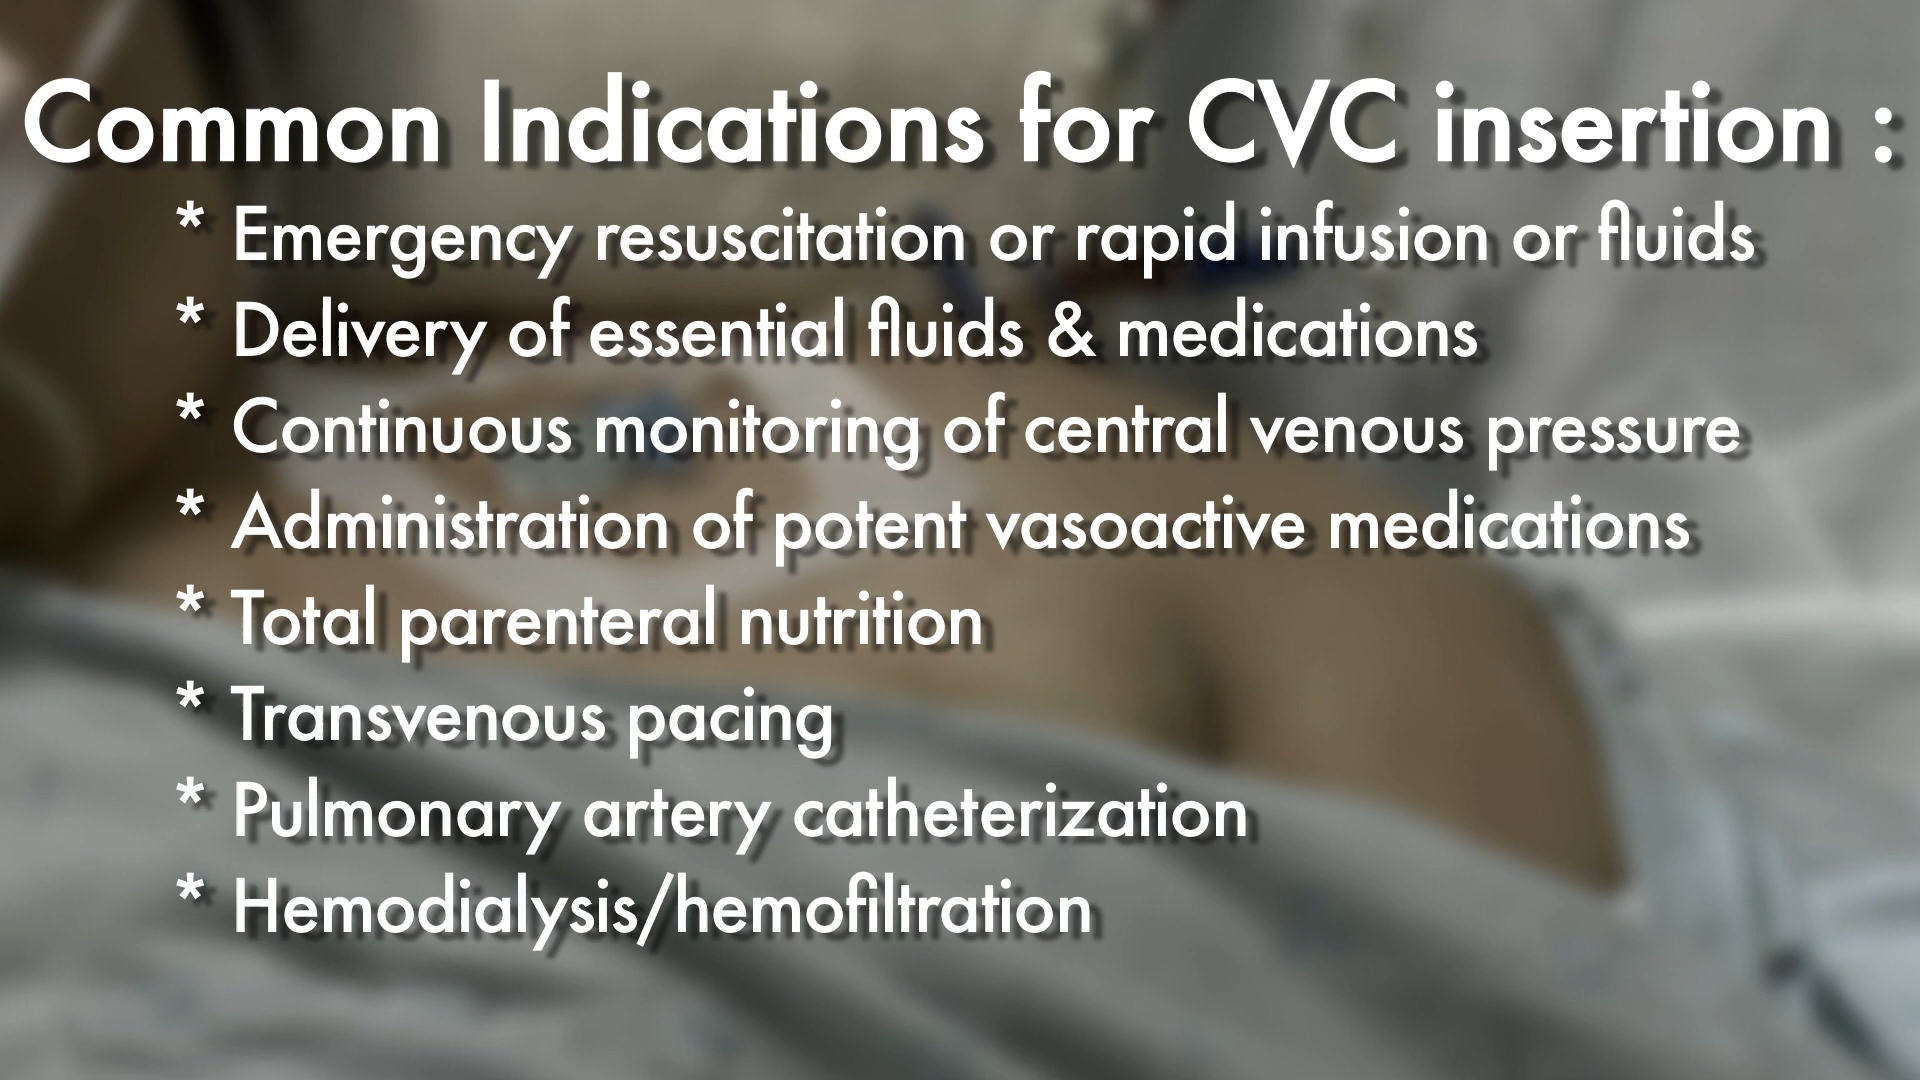 Common Indications for CVC insertion :
* Emergency resuscitation or rapid infusion or fluids
* Delivery of essential fluids & medications
* Continuous monitoring of central venous pressure
* Administration of potent vasoactive medications
* Total parenteral nutrition
* Transvenous pacing
* Pulmonary artery catheterization
* Hemodialysis/hemofiltration